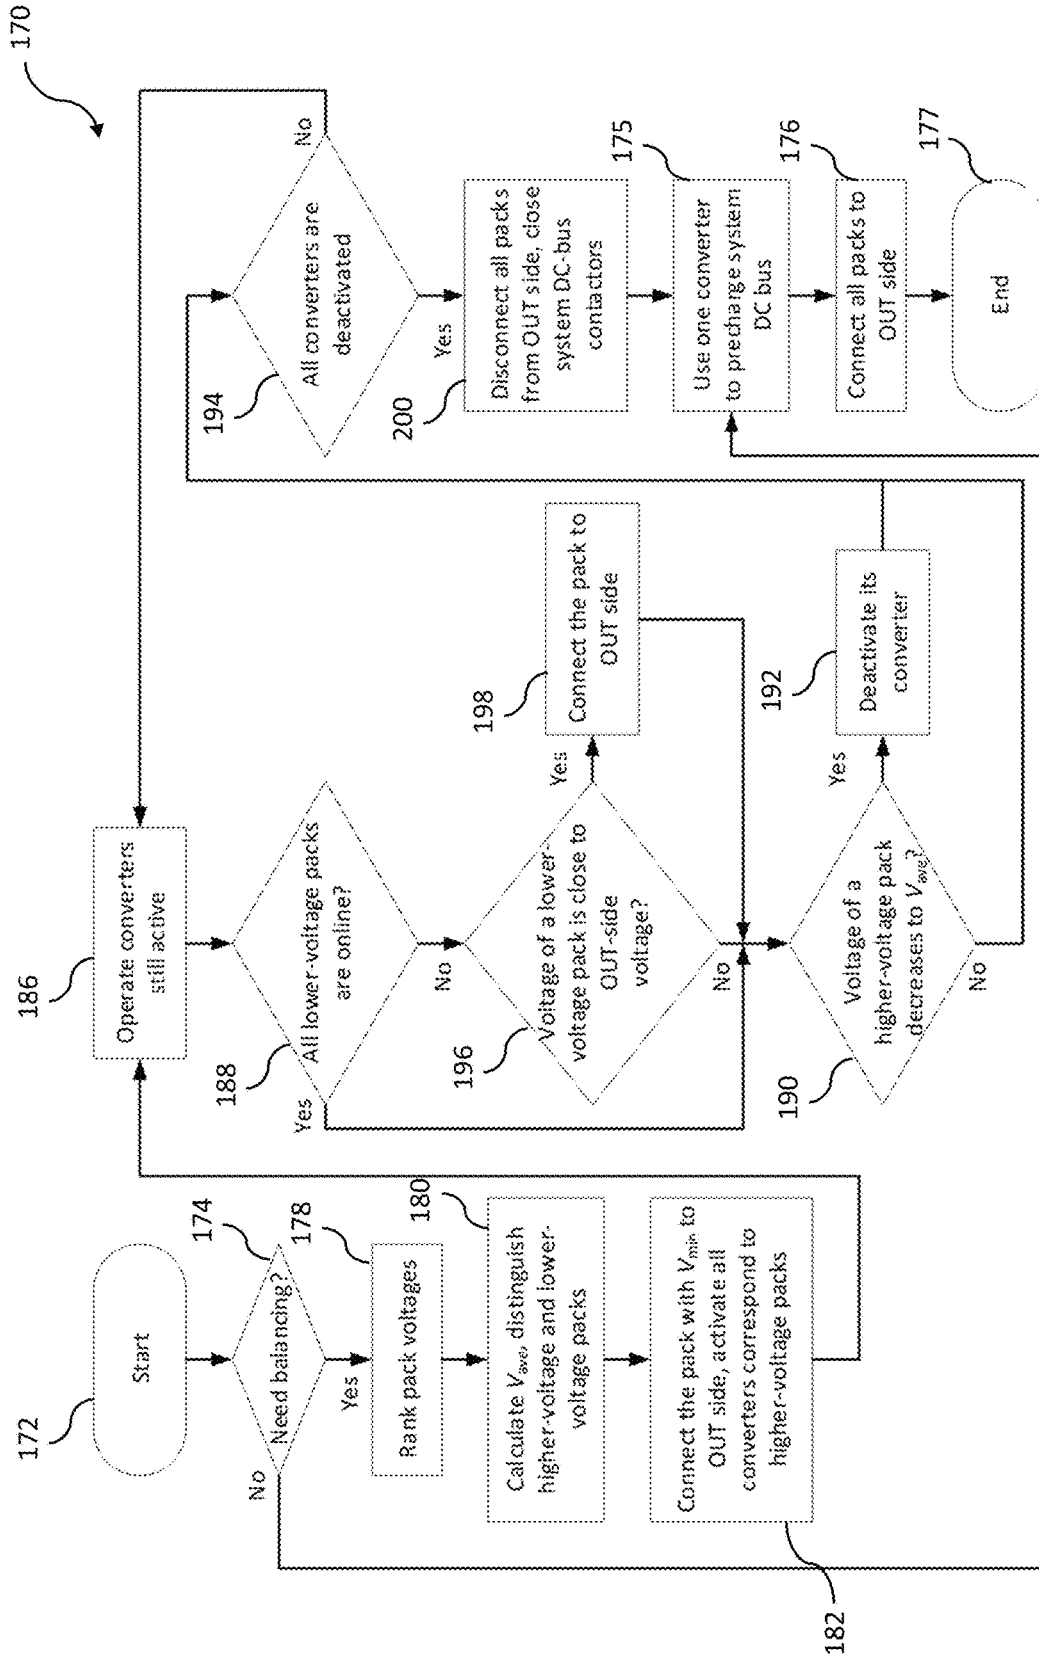 170
172
Start
174
Need balancing?
No
Yes
178
Rank pack voltages
180
Calculate Vave, distinguish
higher-voltage and lower-
voltage packs
Connect the pack with Vmin to
OUT side, activate all
converters correspond to
higher-voltage packs
182
186
Operate converters
still active
188
All lower-voltage packs
are online?
Yes
No
196
Voltage of a lower-
voltage pack is close to
OUT-side
voltage?
Yes
No
198
Connect the pack to
OUT side
190
Voltage of a
higher-voltage pack
decreases to Vave?
Yes
No
192
Deactivate its
converter
194
All converters are
deactivated
No
Yes
200
Disconnect all packs
from OUT side, close
system DC-bus
contactors
175
Use one converter
to precharge system
DC bus
176
Connect all packs to
OUT side
177
End